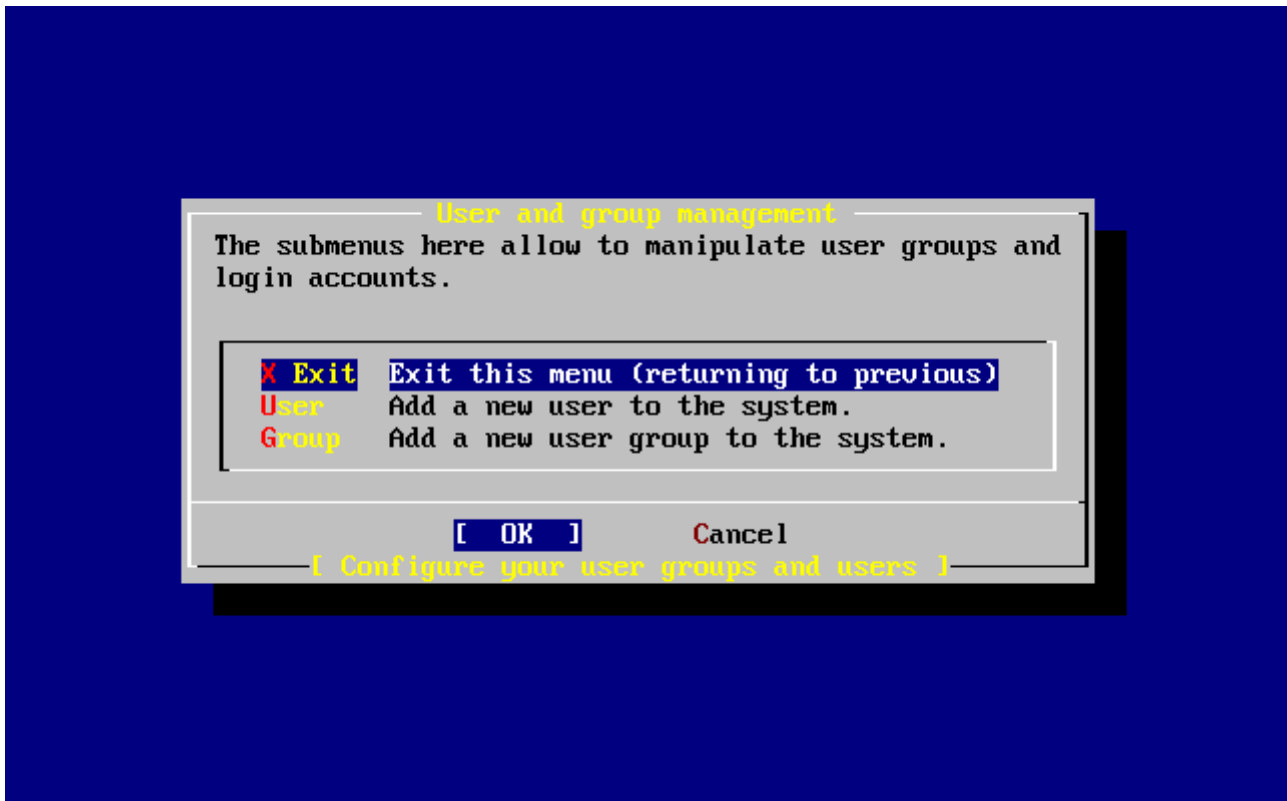 User and group management
The submenus here allow to manipulate user groups and
login accounts.
X Exit Exit this menu (returning to previous)
User Add a new user to the system.
Group Add a new user group to the system.
[ OK ] Cancel
[ Configure your user groups and users ]